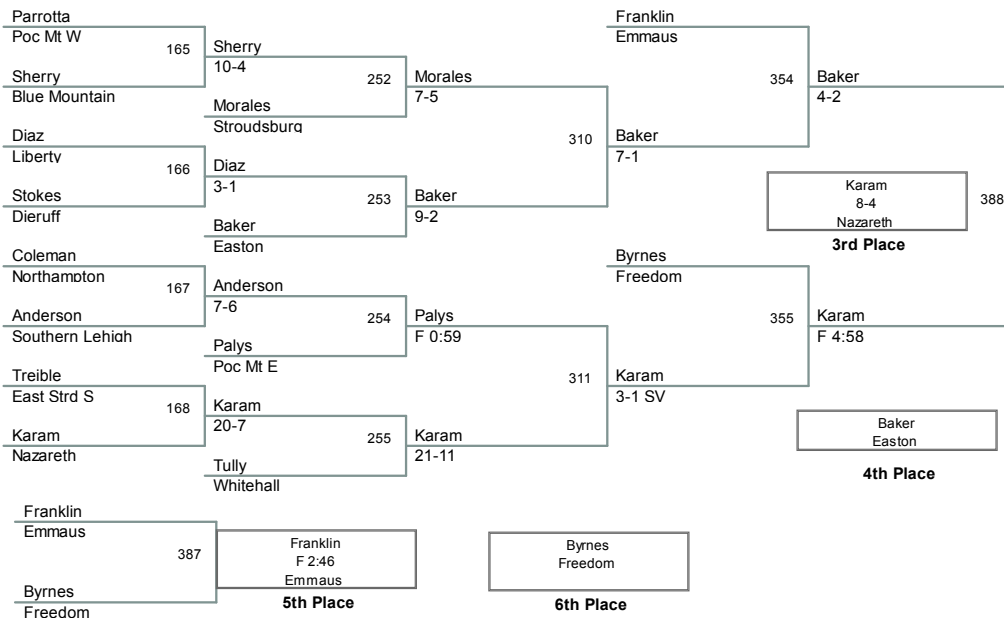 Parrotta
Poc Mt W
165
Sherry
Blue Mountain
Sherry
10-4
252
Morales
Stroudsburg
Morales
7-5
Diaz
Liberty
166
Stokes
Dieruff
Diaz
3-1
253
Baker
Easton
Baker
9-2
310
Baker
7-1
Franklin
Emmaus
354
Baker
4-2
Karam
8-4
Nazareth
388
3rd Place
Coleman
Northampton
167
Anderson
Southern Lehigh
Anderson
7-6
254
Palys
Poc Mt E
Palys
F 0:59
Treible
East Strd S
168
Karam
Nazareth
Karam
20-7
255
Tully
Whitehall
Karam
21-11
311
Karam
3-1 SV
Byrnes
Freedom
355
Karam
F 4:58
Baker
Easton
4th Place
Franklin
Emmaus
387
Byrnes
Freedom
Franklin
F 2:46
Emmaus
5th Place
Byrnes
Freedom
6th Place